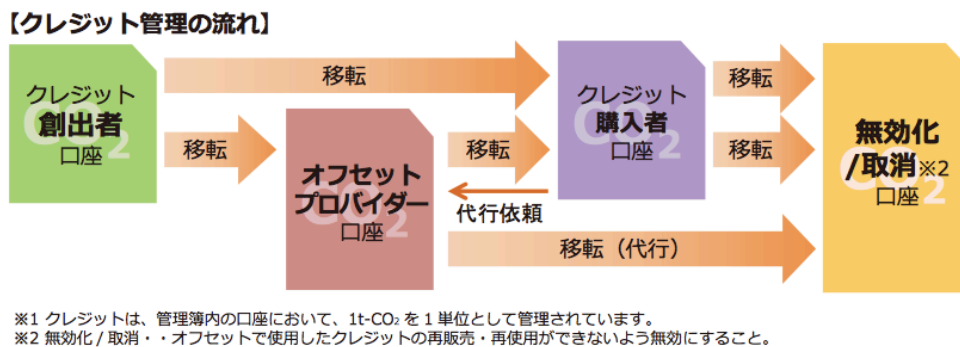 【クレジット管理の流れ】
クレジット
創出者
口座
CO2
移転
移転
オフセット
プロバイダー
口座
CO2
移転
代行依頼
移転（代行）
クレジット
購入者
口座
CO2
移転
移転
無効化
/取消※2
口座
CO2
※1 クレジットは、管理簿内の口座において、1t-CO₂ を 1 単位として管理されています。
※2 無効化 / 取消・・オフセットで使用したクレジットの再販売・再使用ができないよう無効にすること。